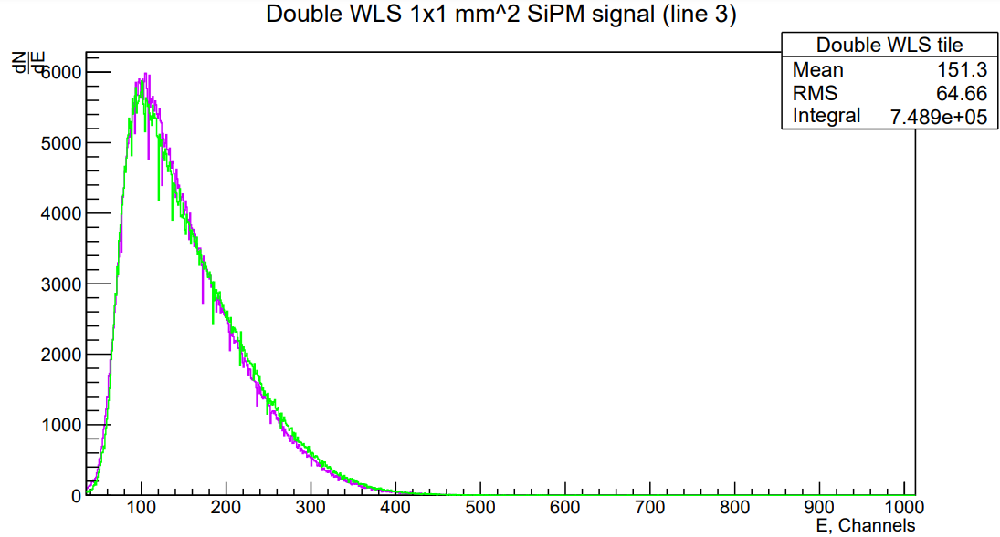 Double WLS 1x1 mm^2 SiPM signal (line 3)
dN
dE
Double WLS tile
Mean 151.3
RMS 64.66
Integral 7.489e+05
6000
5000
4000
3000
2000
1000
0
100 200 300 400 500 600 700 800 900 1000
E, Channels